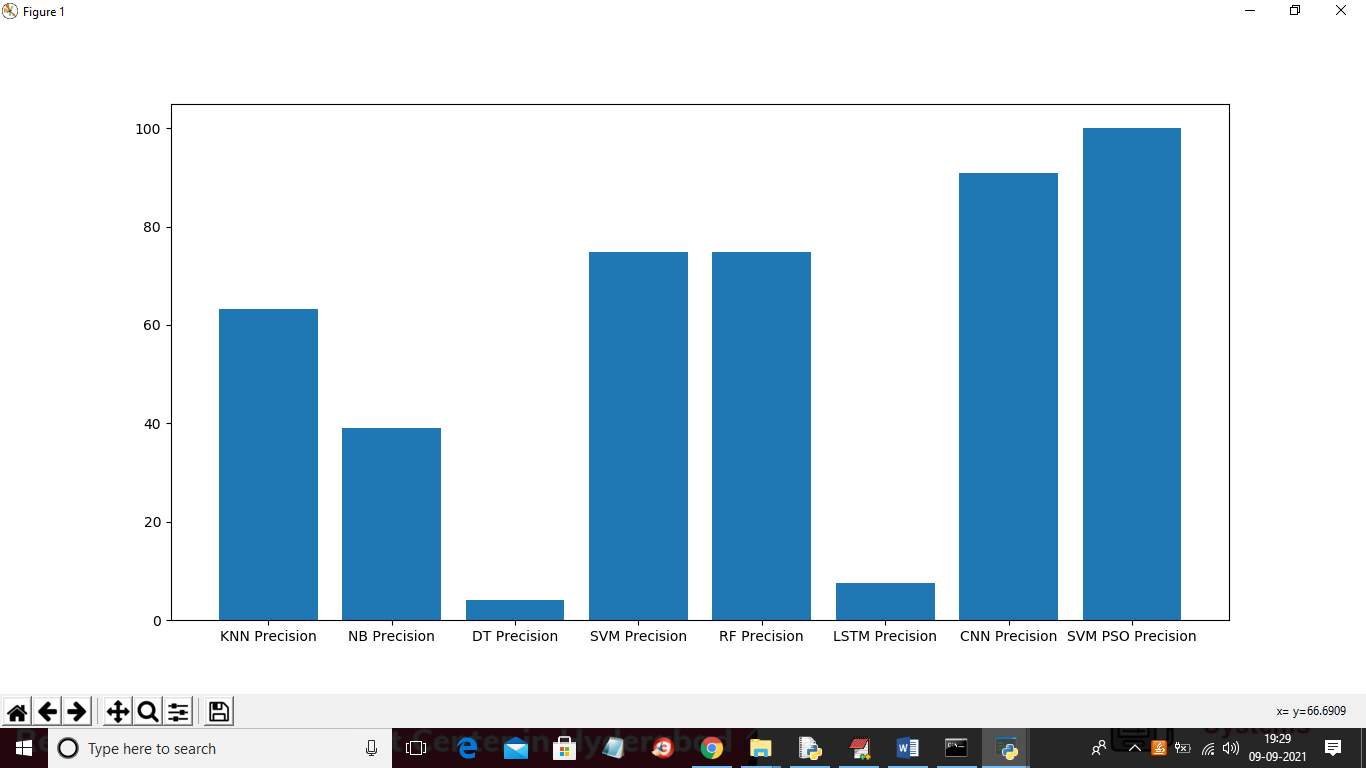 Figure 1
100
80
60
40
20
0
KNN Precision NB Precision DT Precision SVM Precision RF Precision LSTM Precision CNN Precision SVM PSO Precision
x= y=66.6909
Type here to search
19:29
09-09-2021